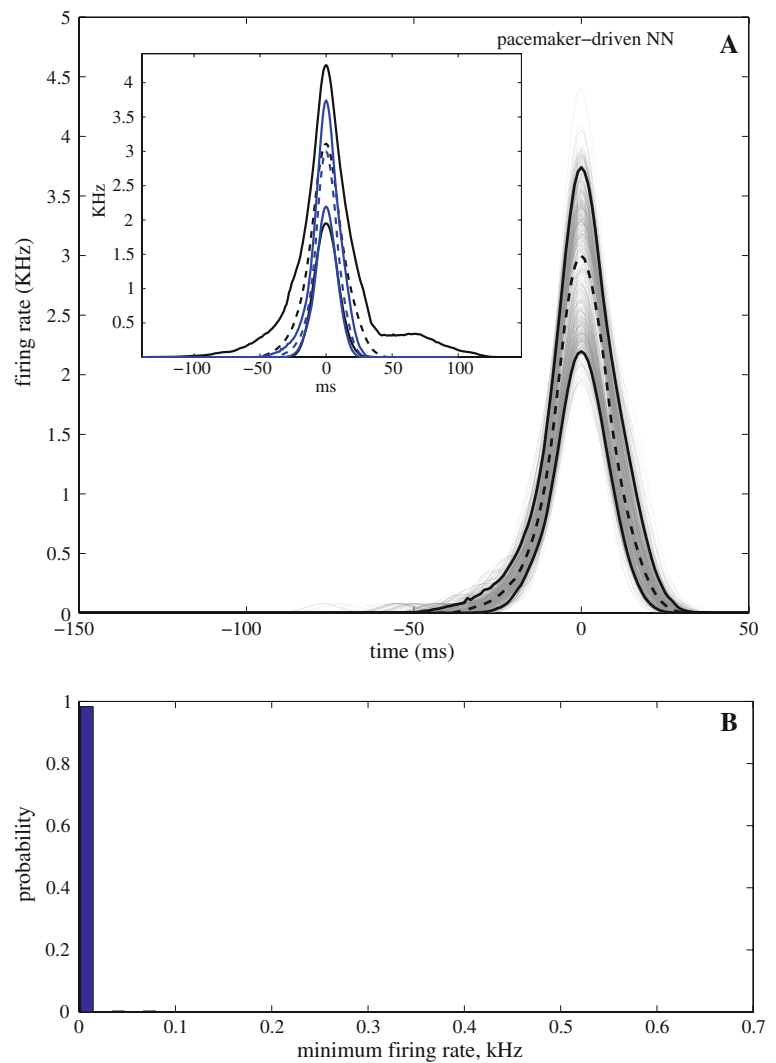 pacemaker−driven NN
A
5
4.5
4
3.5
3
2.5
2
1.5
1
0.5
0
firing rate (KHz)
4
3.5
3
2.5
2
1.5
1
0.5
KHz
−100 −50 0 50 100
ms
−150 −100 −50 0 50
time (ms)
B
1
0.8
0.6
0.4
0.2
0
probability
0 0.1 0.2 0.3 0.4 0.5 0.6 0.7
minimum firing rate, kHz